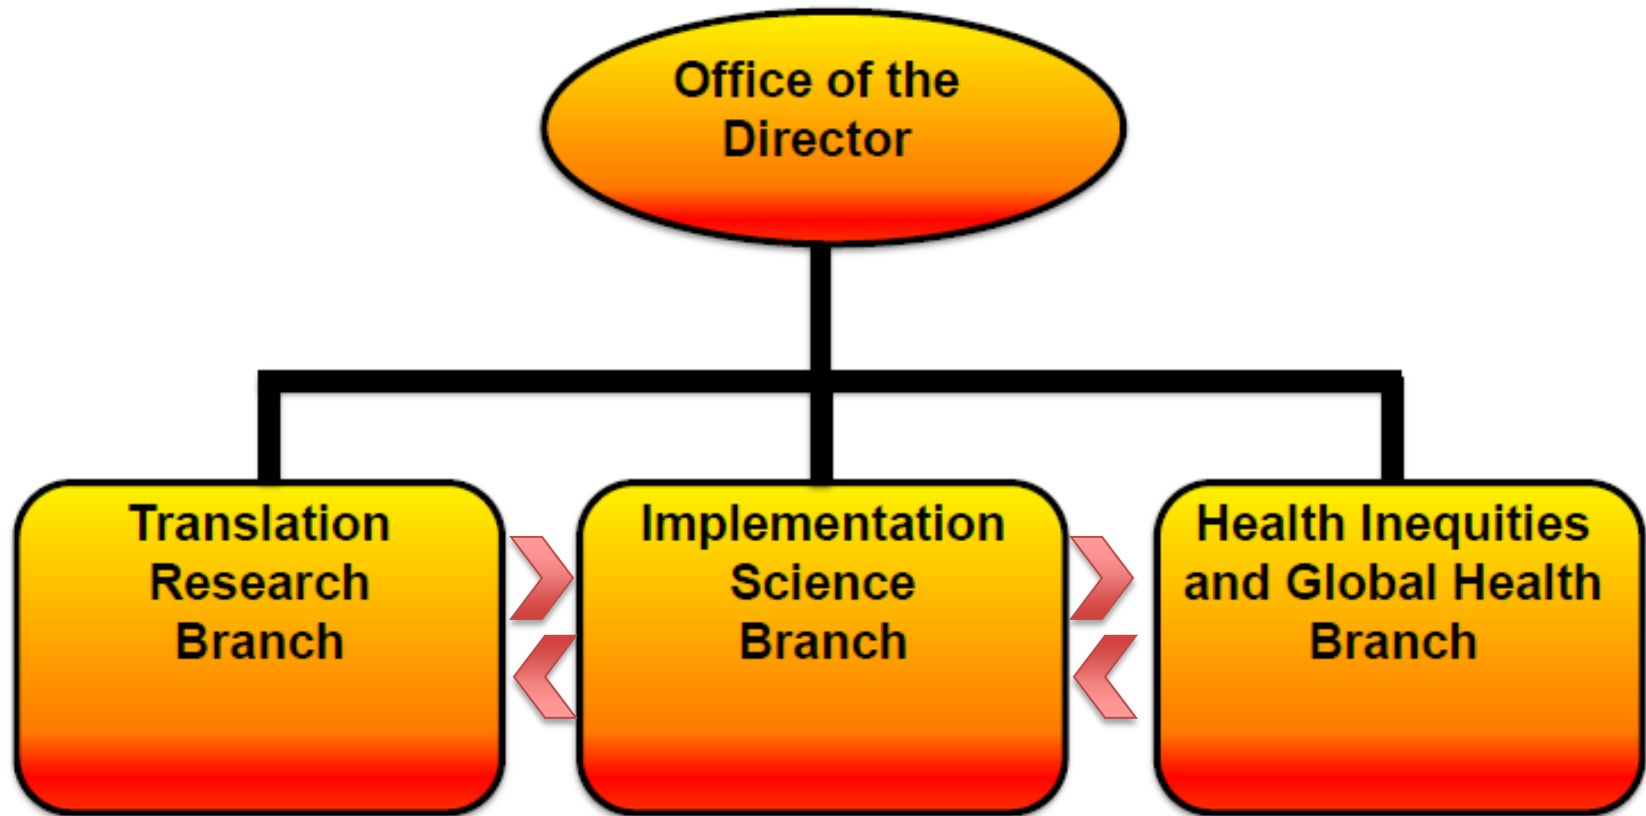 Office of the
Director
Translation
Research
Branch
Implementation
Science
Branch
Health Inequities
and Global Health
Branch